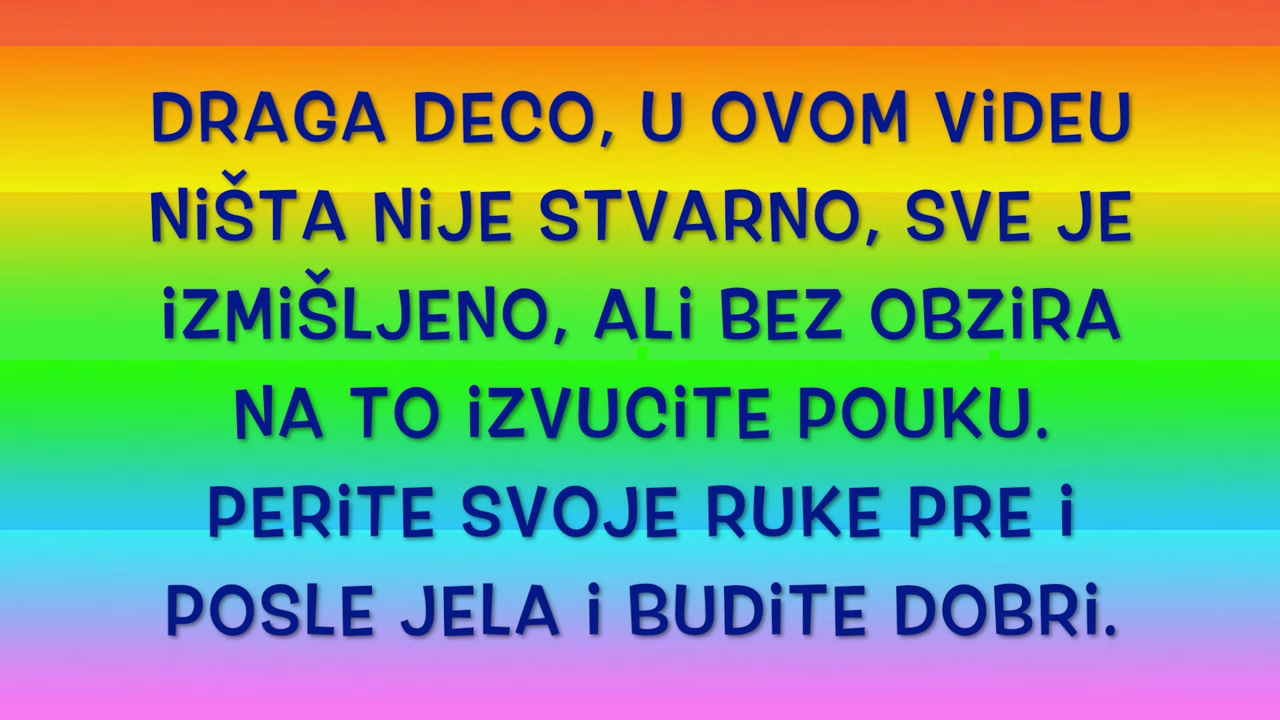 DRAGA DECO, U OVOM ViDEU
NiŠTA NiJE STVARNO, SVE JE
iZMiŠLJENO, ALi BEZ OBZiRA
NA TO iZVUCiTE POUKU.
PERiTE SVOJE RUKE PRE i
POSLE JELA i BUDiTE DOBRi.